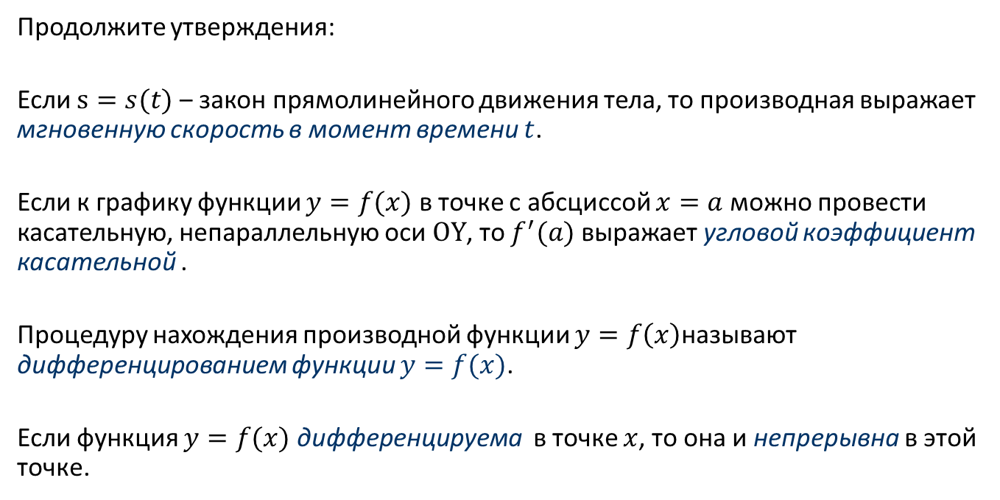 Продолжите утверждения:
Если s = s(t) – закон прямолинейного движения тела, то производная выражает
мгновенную скорость в момент времени t.
Если к графику функции y = f(x) в точке с абсциссой x = a можно провести
касательную, непараллельную оси OY, то f′(a) выражает угловой коэффициент
касательной .
Процедуру нахождения производной функции y = f(x)называют
дифференцированием функции y = f(x).
Если функция y = f(x) дифференцируема в точке x, то она и непрерывна в этой
точке.